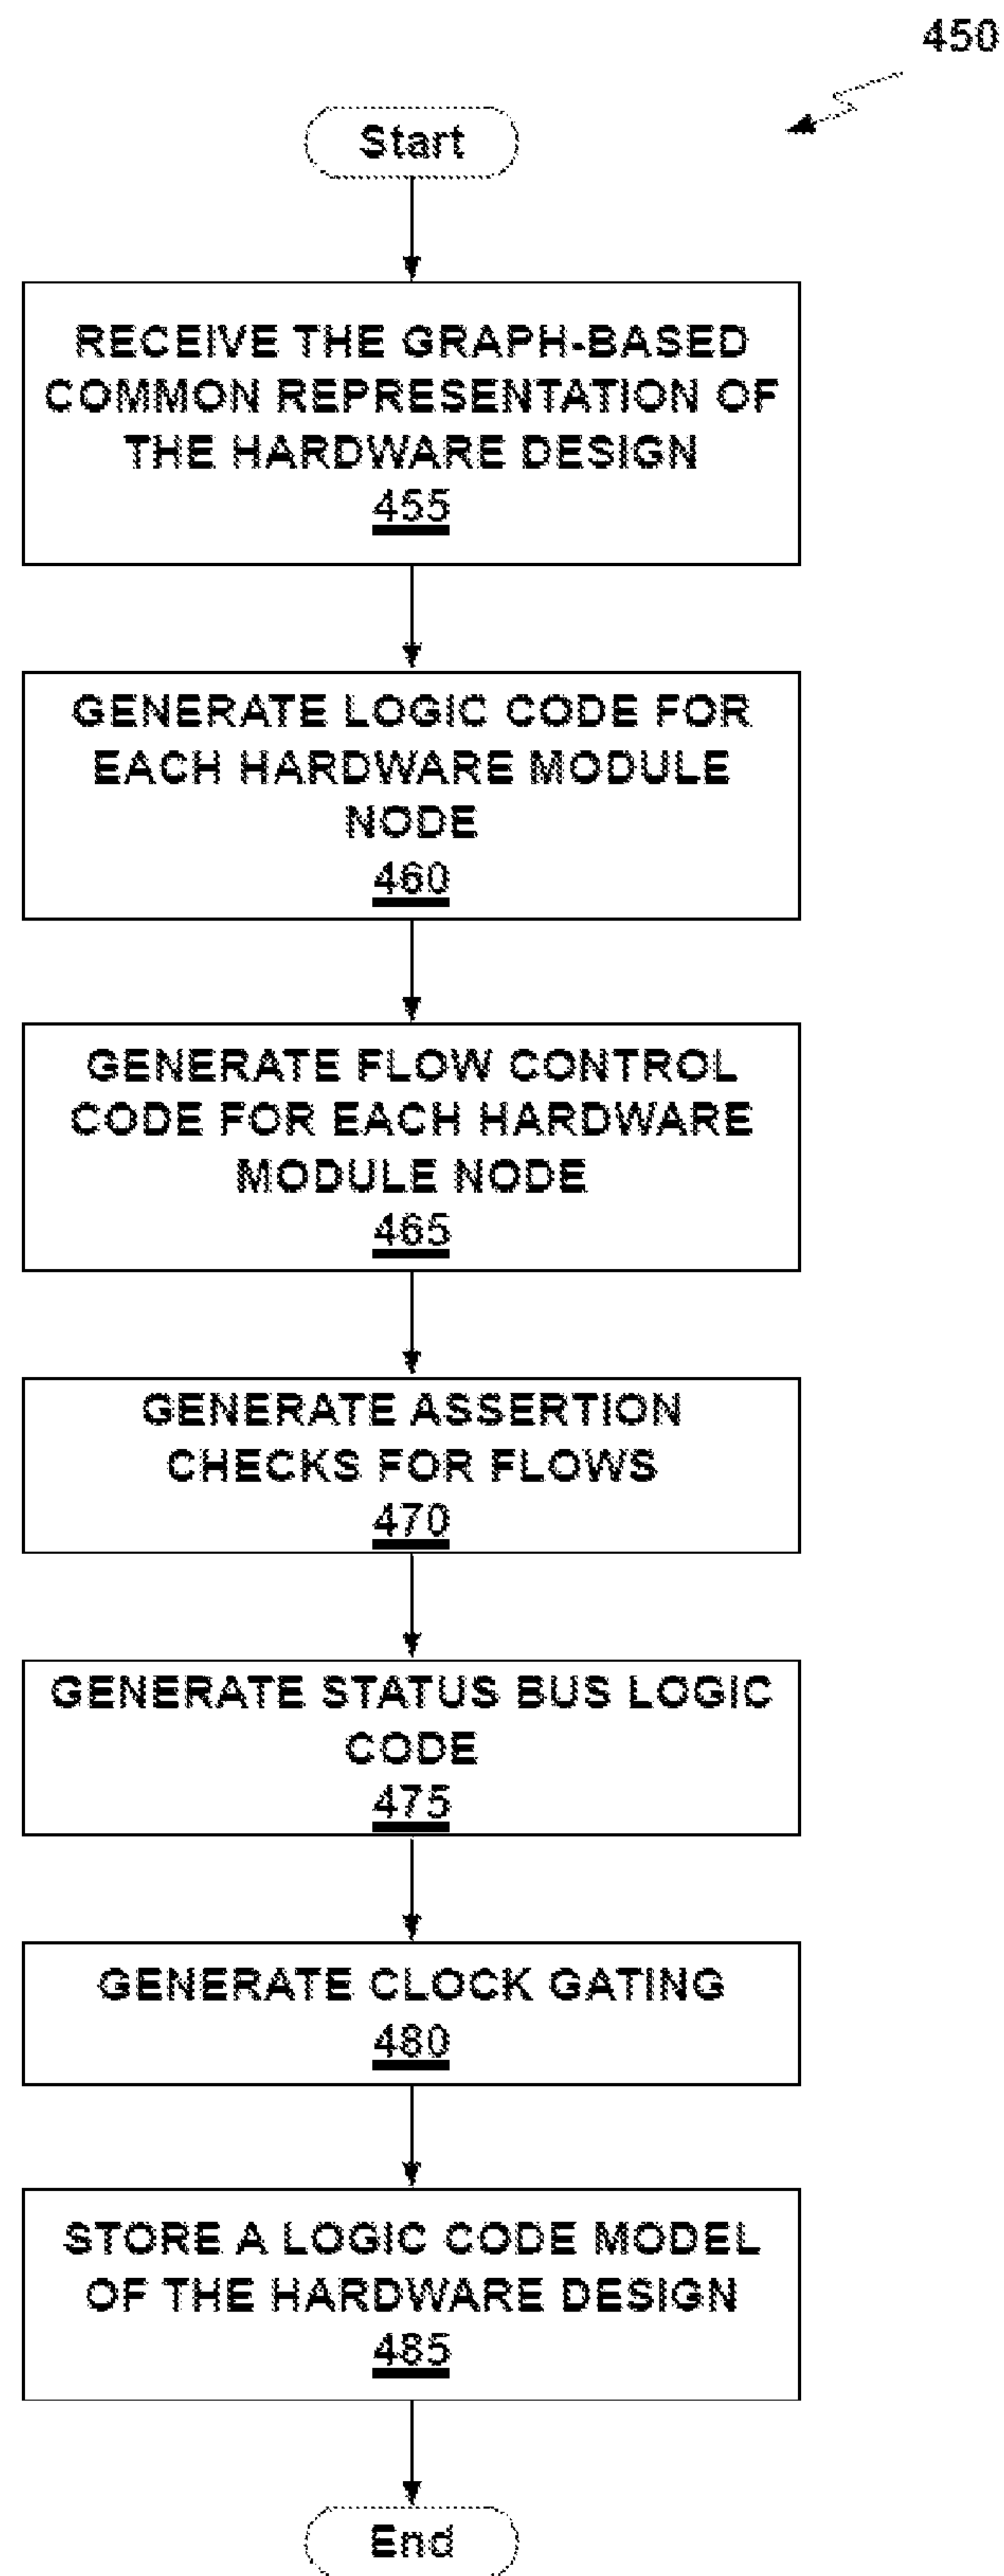 450
Start
RECEIVE THE GRAPH-BASED
COMMON REPRESENTATION OF
THE HARDWARE DESIGN
455
GENERATE LOGIC CODE FOR
EACH HARDWARE MODULE
NODE
460
GENERATE FLOW CONTROL
CODE FOR EACH HARDWARE
MODULE NODE
465
GENERATE ASSERTION
CHECKS FOR FLOWS
470
GENERATE STATUS BUS LOGIC
CODE
475
GENERATE CLOCK GATING
480
STORE A LOGIC CODE MODEL
OF THE HARDWARE DESIGN
485
End